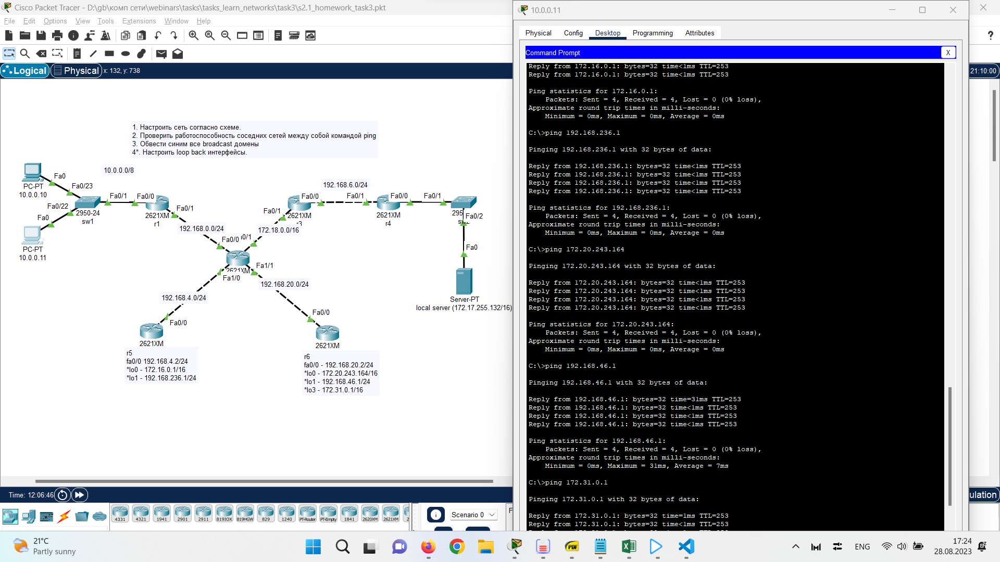 Cisco Packet Tracer - D:\gb\комп сети\webinars\tasks\tasks_learn_networks\task3\s2.1_homework_task3.pkt
File Edit Options View Tools Extensions Window Help
Logical Physical x: 132, y: 738
21:10:00
1. Настроить сеть согласно схеме.
2. Проверить работоспособность соседних сетей между собой командой ping
3. Обвести синим все broadcast домены
4*. Настроить loop back интерфейсы.
10.0.0.0/8
Fa0
PC-PT
10.0.0.10
Fa0/23
Fa0/22
Fa0
PC-PT
10.0.0.11
2950-24
sw1
Fa0/1
Fa0/0
2621XM
r1
Fa0/1
192.168.0.0/24
Fa0/0
0/1
2621XM
Fa1/0
Fa1/1
172.18.0.0/16
Fa0/1
Fa0/0
2621XM
r3
192.168.6.0/24
Fa0/1
Fa0/0
2621XM
r4
Fa0/1
295
Fa0/2
Fa0
Server-PT
local server (172.17.255.132/16)
192.168.20.0/24
192.168.4.0/24
Fa0/0
2621XM
r5
fa0/0 192.168.4.2/24
*lo0 - 172.16.0.1/16
*lo1 - 192.168.236.1/24
Fa0/0
2621XM
r6
fa0/0 - 192.168.20.2/24
*lo0 - 172.20.243.164/16
*lo1 - 192.168.46.1/24
*lo3 - 172.31.0.1/16
Time: 12:06:46
4331 4321 1941 2901 2911 819IOX 819HGW 829 1240 PT-Router PT-Empty 1841 2620XM 2621XM 2
Scenario 0
F
ulation
10.0.0.11
Physical Config Desktop Programming Attributes
Command Prompt
X
Reply from 172.16.0.1: bytes=32 time<1ms TTL=253
Reply from 172.16.0.1: bytes=32 time<1ms TTL=253
Ping statistics for 172.16.0.1:
Packets: Sent = 4, Received = 4, Lost = 0 (0% loss),
Approximate round trip times in milli-seconds:
Minimum = 0ms, Maximum = 0ms, Average = 0ms
C:\>ping 192.168.236.1
Pinging 192.168.236.1 with 32 bytes of data:
Reply from 192.168.236.1: bytes=32 time<1ms TTL=253
Reply from 192.168.236.1: bytes=32 time<1ms TTL=253
Reply from 192.168.236.1: bytes=32 time<1ms TTL=253
Reply from 192.168.236.1: bytes=32 time<1ms TTL=253
Ping statistics for 192.168.236.1:
Packets: Sent = 4, Received = 4, Lost = 0 (0% loss),
Approximate round trip times in milli-seconds:
Minimum = 0ms, Maximum = 0ms, Average = 0ms
C:\>ping 172.20.243.164
Pinging 172.20.243.164 with 32 bytes of data:
Reply from 172.20.243.164: bytes=32 time<1ms TTL=253
Reply from 172.20.243.164: bytes=32 time<1ms TTL=253
Reply from 172.20.243.164: bytes=32 time<1ms TTL=253
Reply from 172.20.243.164: bytes=32 time<1ms TTL=253
Ping statistics for 172.20.243.164:
Packets: Sent = 4, Received = 4, Lost = 0 (0% loss),
Approximate round trip times in milli-seconds:
Minimum = 0ms, Maximum = 0ms, Average = 0ms
C:\>ping 192.168.46.1
Pinging 192.168.46.1 with 32 bytes of data:
Reply from 192.168.46.1: bytes=32 time=31ms TTL=253
Reply from 192.168.46.1: bytes=32 time<1ms TTL=253
Reply from 192.168.46.1: bytes=32 time<1ms TTL=253
Reply from 192.168.46.1: bytes=32 time<1ms TTL=253
Ping statistics for 192.168.46.1:
Packets: Sent = 4, Received = 4, Lost = 0 (0% loss),
Approximate round trip times in milli-seconds:
Minimum = 0ms, Maximum = 31ms, Average = 7ms
C:\>ping 172.31.0.1
Pinging 172.31.0.1 with 32 bytes of data:
Reply from 172.31.0.1: bytes=32 time=1ms TTL=253
Reply from 172.31.0.1: bytes=32 time<1ms TTL=253
21°C
Partly sunny
PDF
ENG
17:24
28.08.2023